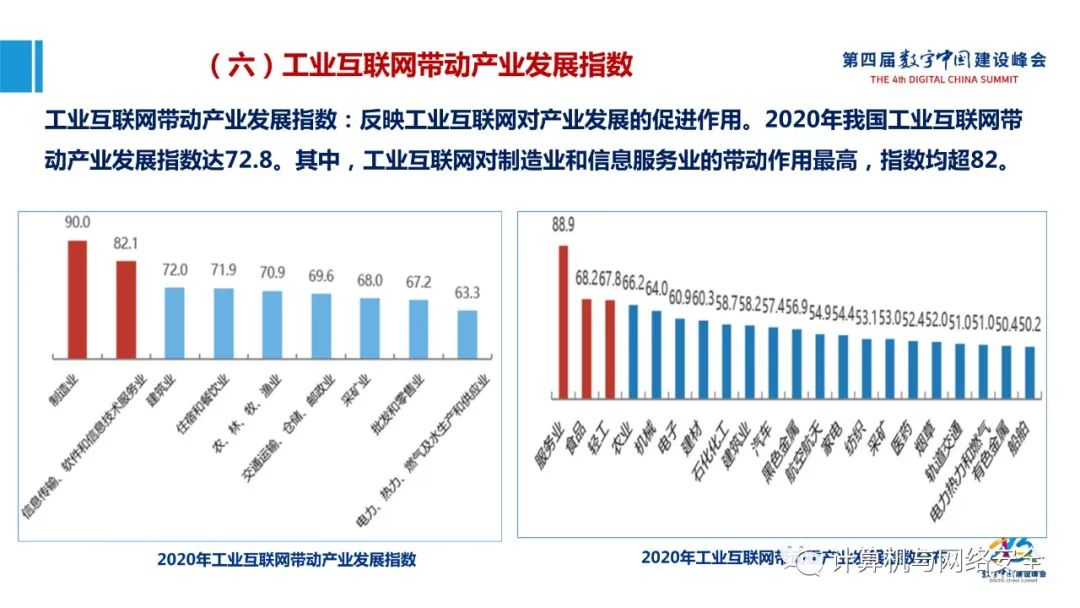 （六）工业互联网带动产业发展指数
第四届数字中国建设峰会
THE 4th DIGITAL CHINA SUMMIT
工业互联网带动产业发展指数：反映工业互联网对产业发展的促进作用。2020年我国工业互联网带
动产业发展指数达72.8。其中，工业互联网对制造业和信息服务业的带动作用最高，指数均超82。
90.0
82.1
72.0
71.9
70.9
69.6
68.0
67.2
63.3
制造业
信息传输、软件和信息技术服务业
建筑业
住宿和餐饮业
农、林、牧、渔业
交通运输、仓储、邮政业
采矿业
批发和零售业
电力、热力、燃气及水生产和供应业
2020年工业互联网带动产业发展指数
88.9
68.2
67.8
66.2
64.0
60.9
60.3
58.7
58.2
57.4
56.9
54.9
54.4
53.1
53.0
52.4
52.0
51.0
51.0
50.4
50.2
服务业
食品
轻工
农业
机械
电子
建材
石化化工
建筑业
汽车
黑色金属
航空航天
家电
纺织
采矿
医药
烟草
轨道交通
电力热力和燃气
有色金属
船舶
2020年工业互联网带动产业发展指数
计算机与网络安全
数字中国建设峰会
DIGITAL CHINA SUMMIT